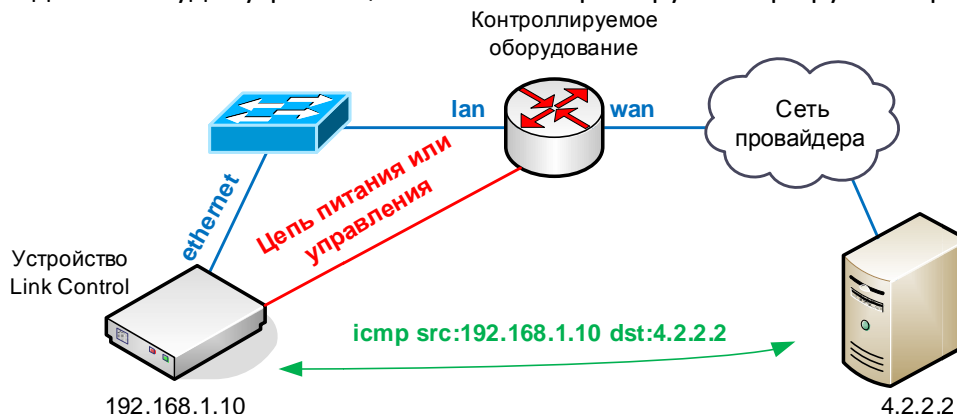 Контроллируемое
оборудование
lan
wan
Сеть
провайдера
ethernet
Цепь питания или
управления
Устройство
Link Control
icmp src:192.168.1.10 dst:4.2.2.2
192.168.1.10
4.2.2.2